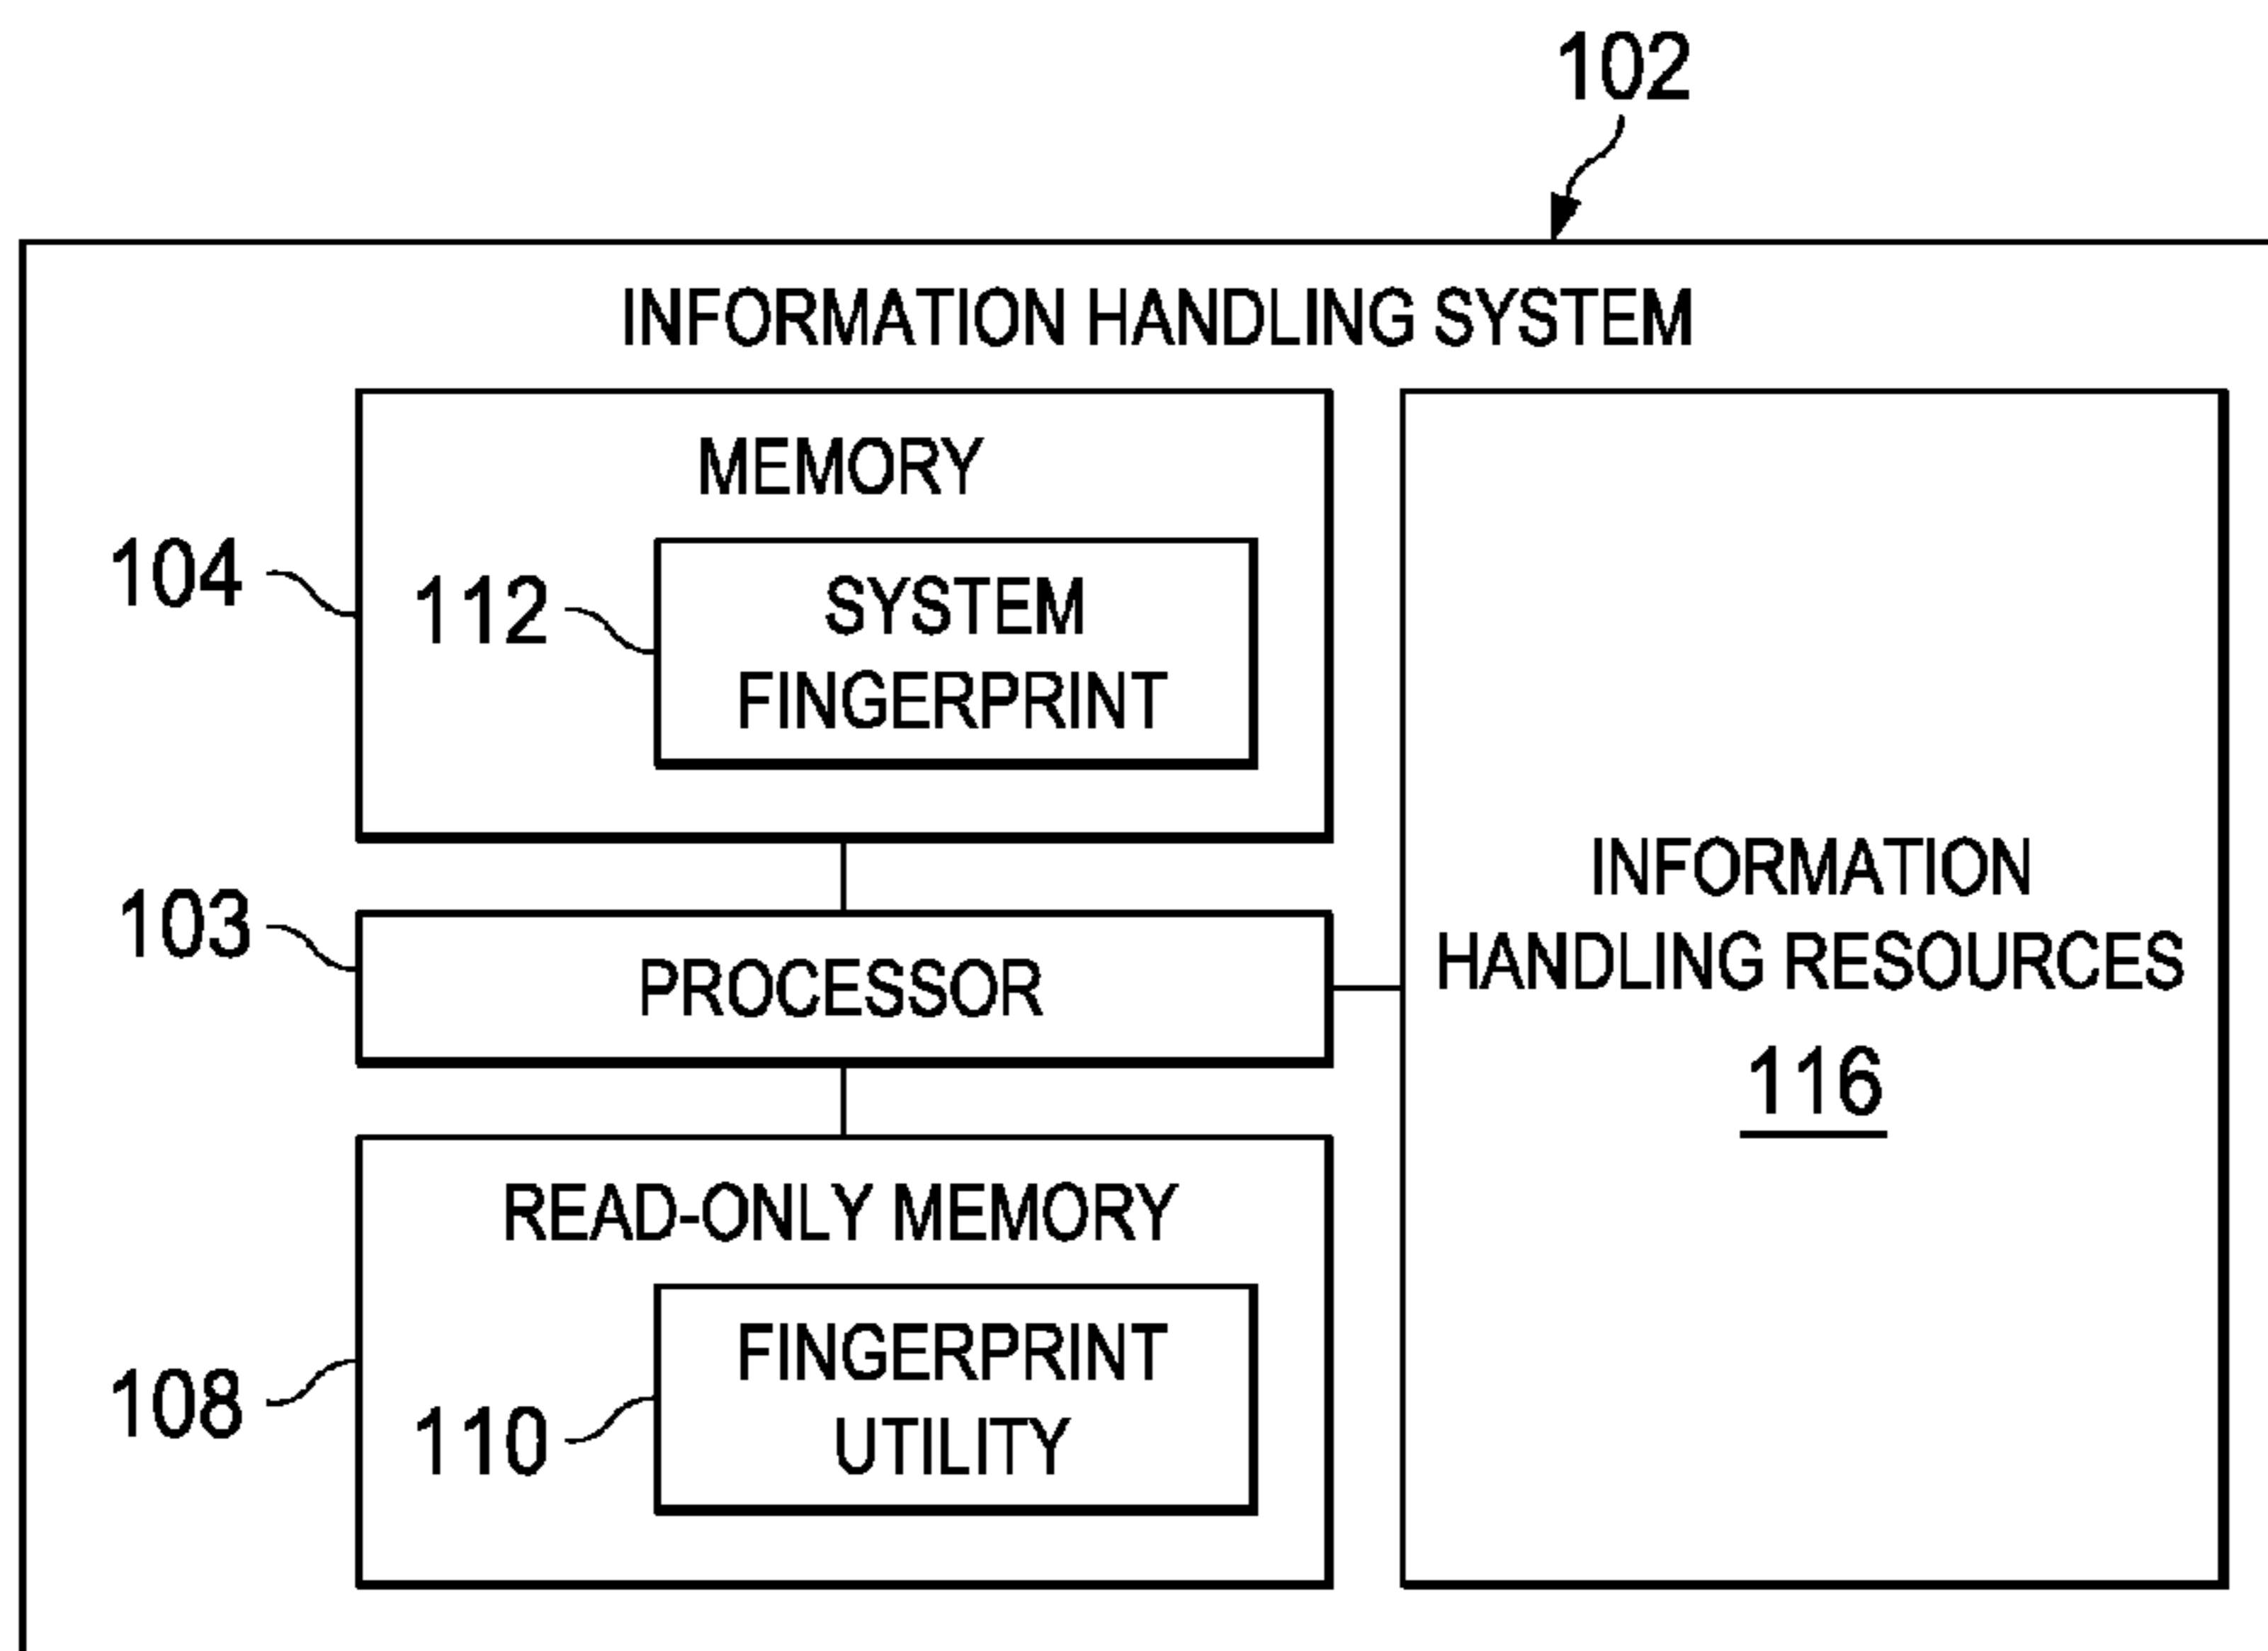 102
INFORMATION HANDLING SYSTEM
MEMORY
104
112
SYSTEM
FINGERPRINT
103
PROCESSOR
INFORMATION
HANDLING RESOURCES
116
READ-ONLY MEMORY
108
110
FINGERPRINT
UTILITY